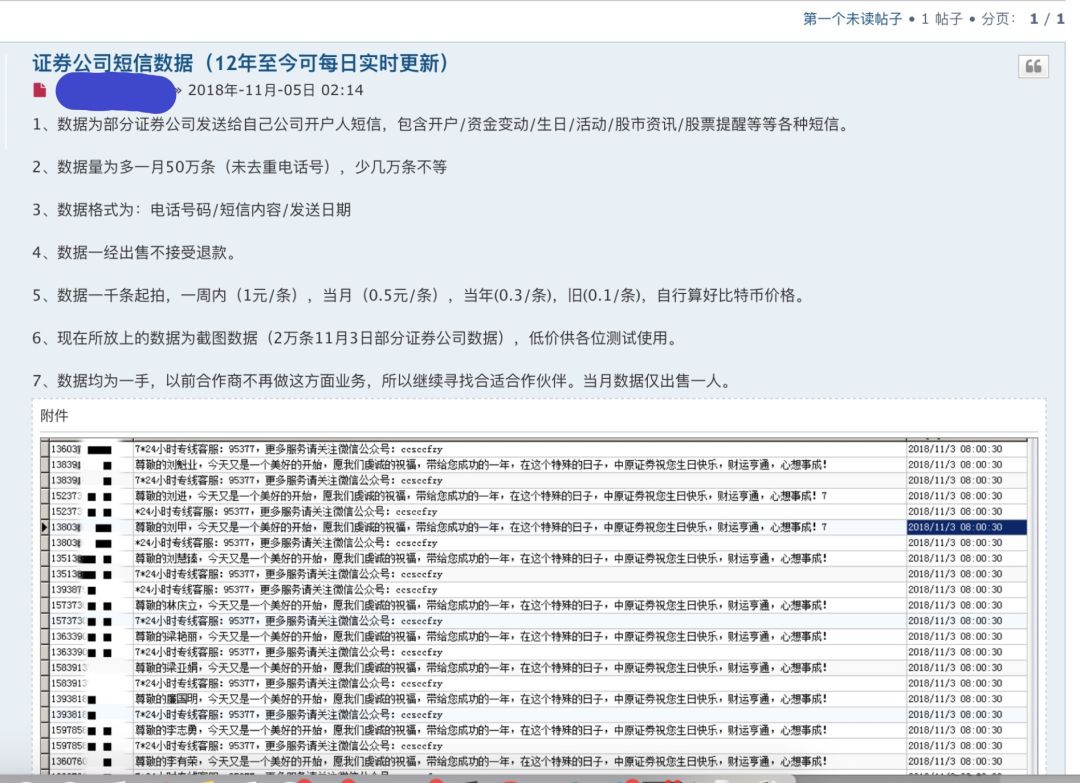 第一个未读帖子 • 1 帖子 • 分页： 1 / 1
证券公司短信数据（12年至今可每日实时更新）
» 2018年-11月-05日 02:14
1、数据为部分证券公司发送给自己公司开户人短信，包含开户/资金变动/生日/活动/股市资讯/股票提醒等等各种短信。
2、数据量为多一月50万条（未去重电话号），少几万条不等
3、数据格式为：电话号码/短信内容/发送日期
4、数据一经出售不接受退款。
5、数据一千条起拍，一周内（1元/条），当月（0.5元/条），当年(0.3/条)，旧(0.1/条)，自行算好比特币价格。
6、现在所放上的数据为截图数据（2万条11月3日部分证券公司数据），低价供各位测试使用。
7、数据均为一手，以前合作商不再做这方面业务，所以继续寻找合适合作伙伴。当月数据仅出售一人。
附件
13603 7*24小时专线客服：95377，更多服务请关注微信公众号：ccsccfzy 2018/11/3 08:00:30
13839 尊敬的刘魁业，今天又是一个美好的开始，愿我们虔诚的祝福，带给您成功的一年，在这个特殊的日子，中原证券祝您生日快乐，财运亨通，心想事成！ 2018/11/3 08:00:30
13839 7*24小时专线客服：95377，更多服务请关注微信公众号：ccsccfzy 2018/11/3 08:00:30
152373 尊敬的刘进，今天又是一个美好的开始，愿我们虔诚的祝福，带给您成功的一年，在这个特殊的日子，中原证券祝您生日快乐，财运亨通，心想事成！7 2018/11/3 08:00:30
152373 *24小时专线客服：95377，更多服务请关注微信公众号：ccsccfzy 2018/11/3 08:00:30
13803 尊敬的刘甲，今天又是一个美好的开始，愿我们虔诚的祝福，带给您成功的一年，在这个特殊的日子，中原证券祝您生日快乐，财运亨通，心想事成！7 2018/11/3 08:00:30
13803 *24小时专线客服：95377，更多服务请关注微信公众号：ccsccfzy 2018/11/3 08:00:30
13513 尊敬的刘慧臻，今天又是一个美好的开始，愿我们虔诚的祝福，带给您成功的一年，在这个特殊的日子，中原证券祝您生日快乐，财运亨通，心想事成！ 2018/11/3 08:00:30
13513 7*24小时专线客服：95377，更多服务请关注微信公众号：ccsccfzy 2018/11/3 08:00:30
13938 *24小时专线客服：95377，更多服务请关注微信公众号：ccsccfzy 2018/11/3 08:00:30
157373 尊敬的林庆立，今天又是一个美好的开始，愿我们虔诚的祝福，带给您成功的一年，在这个特殊的日子，中原证券祝您生日快乐，财运亨通，心想事成！ 2018/11/3 08:00:30
157373 7*24小时专线客服：95377，更多服务请关注微信公众号：ccsccfzy 2018/11/3 08:00:30
136339 尊敬的梁艳丽，今天又是一个美好的开始，愿我们虔诚的祝福，带给您成功的一年，在这个特殊的日子，中原证券祝您生日快乐，财运亨通，心想事成！ 2018/11/3 08:00:30
136339 7*24小时专线客服：95377，更多服务请关注微信公众号：ccsccfzy 2018/11/3 08:00:30
158391 尊敬的梁亚娟，今天又是一个美好的开始，愿我们虔诚的祝福，带给您成功的一年，在这个特殊的日子，中原证券祝您生日快乐，财运亨通，心想事成！ 2018/11/3 08:00:30
158391 7*24小时专线客服：95377，更多服务请关注微信公众号：ccsccfzy 2018/11/3 08:00:30
139381 尊敬的廉国明，今天又是一个美好的开始，愿我们虔诚的祝福，带给您成功的一年，在这个特殊的日子，中原证券祝您生日快乐，财运亨通，心想事成！ 2018/11/3 08:00:30
139381 7*24小时专线客服：95377，更多服务请关注微信公众号：ccsccfzy 2018/11/3 08:00:30
159785 尊敬的李志勇，今天又是一个美好的开始，愿我们虔诚的祝福，带给您成功的一年，在这个特殊的日子，中原证券祝您生日快乐，财运亨通，心想事成！ 2018/11/3 08:00:30
159785 7*24小时专线客服：95377，更多服务请关注微信公众号：ccsccfzy 2018/11/3 08:00:30
136076 尊敬的李有荣，今天又是一个美好的开始，愿我们虔诚的祝福，带给您成功的一年，在这个特殊的日子，中原证券祝您生日快乐，财运亨通，心想事成！ 2018/11/3 08:00:30